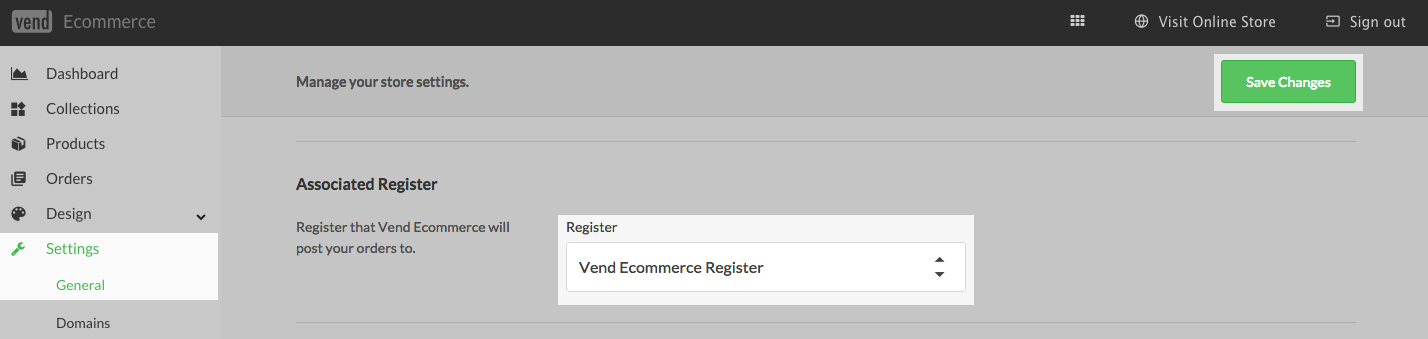 vend Ecommerce
Visit Online Store
Sign out
Dashboard
Collections
Products
Orders
Design
Settings
General
Domains
Manage your store settings.
Save Changes
Associated Register
Register that Vend Ecommerce will
post your orders to.
Register
Vend Ecommerce Register